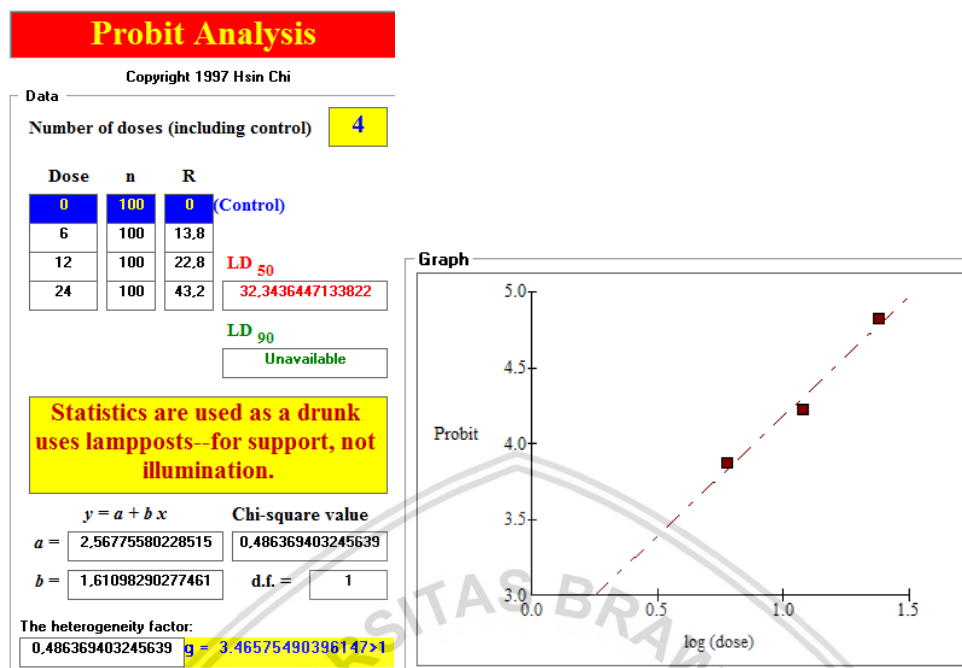 Probit Analysis
Copyright 1997 Hsin Chi
Data
Number of doses (including control) 4
Dose n R
0 100 0 (Control)
6 100 13,8
12 100 22,8 LD 50
24 100 43,2 32,3436447133822
LD 90
Unavailable
Statistics are used as a drunk
uses lampposts--for support, not
illumination.
y = a + b x Chi-square value
a = 2,56775580228515 0,486369403245639
b = 1,61098290277461 d.f. = 1
The heterogeneity factor:
0,486369403245639 g = 3.46575490396147>1
Graph
5.0
4.5
Probit 4.0
3.5
3.0
0.0 0.5 1.0 1.5
log (dose)
SITAS BRAW